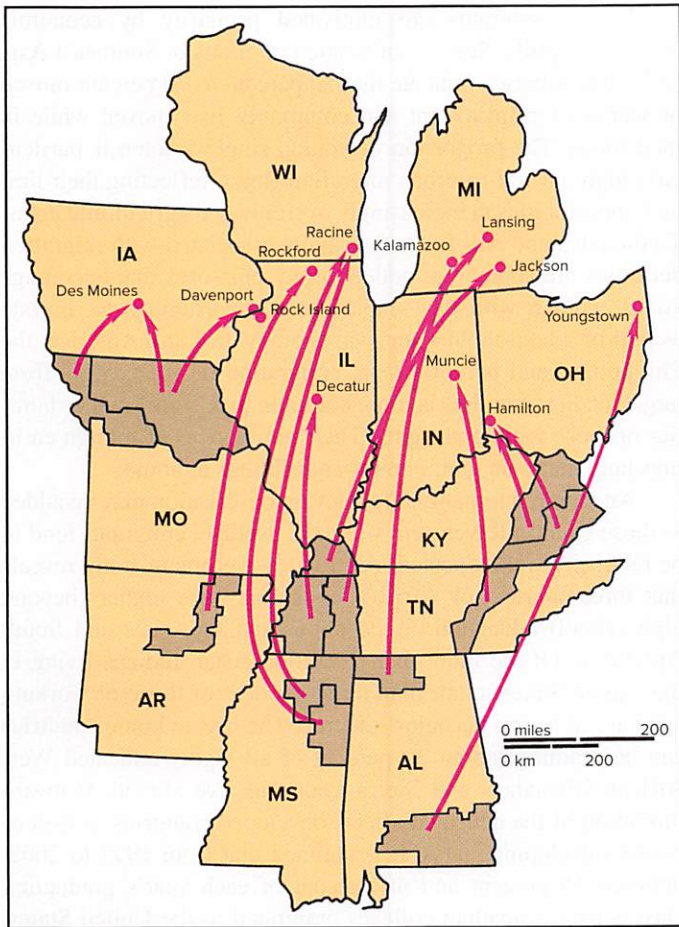 WI
MI
Lansing
Racine
Kalamazoo
Rockford
Jackson
IA
Des Moines
Davenport
Rock Island
Youngstown
IL
Muncie
OH
Decatur
Hamilton
IN
MO
KY
TN
AR
MS
AL
0 miles 200
0 km 200